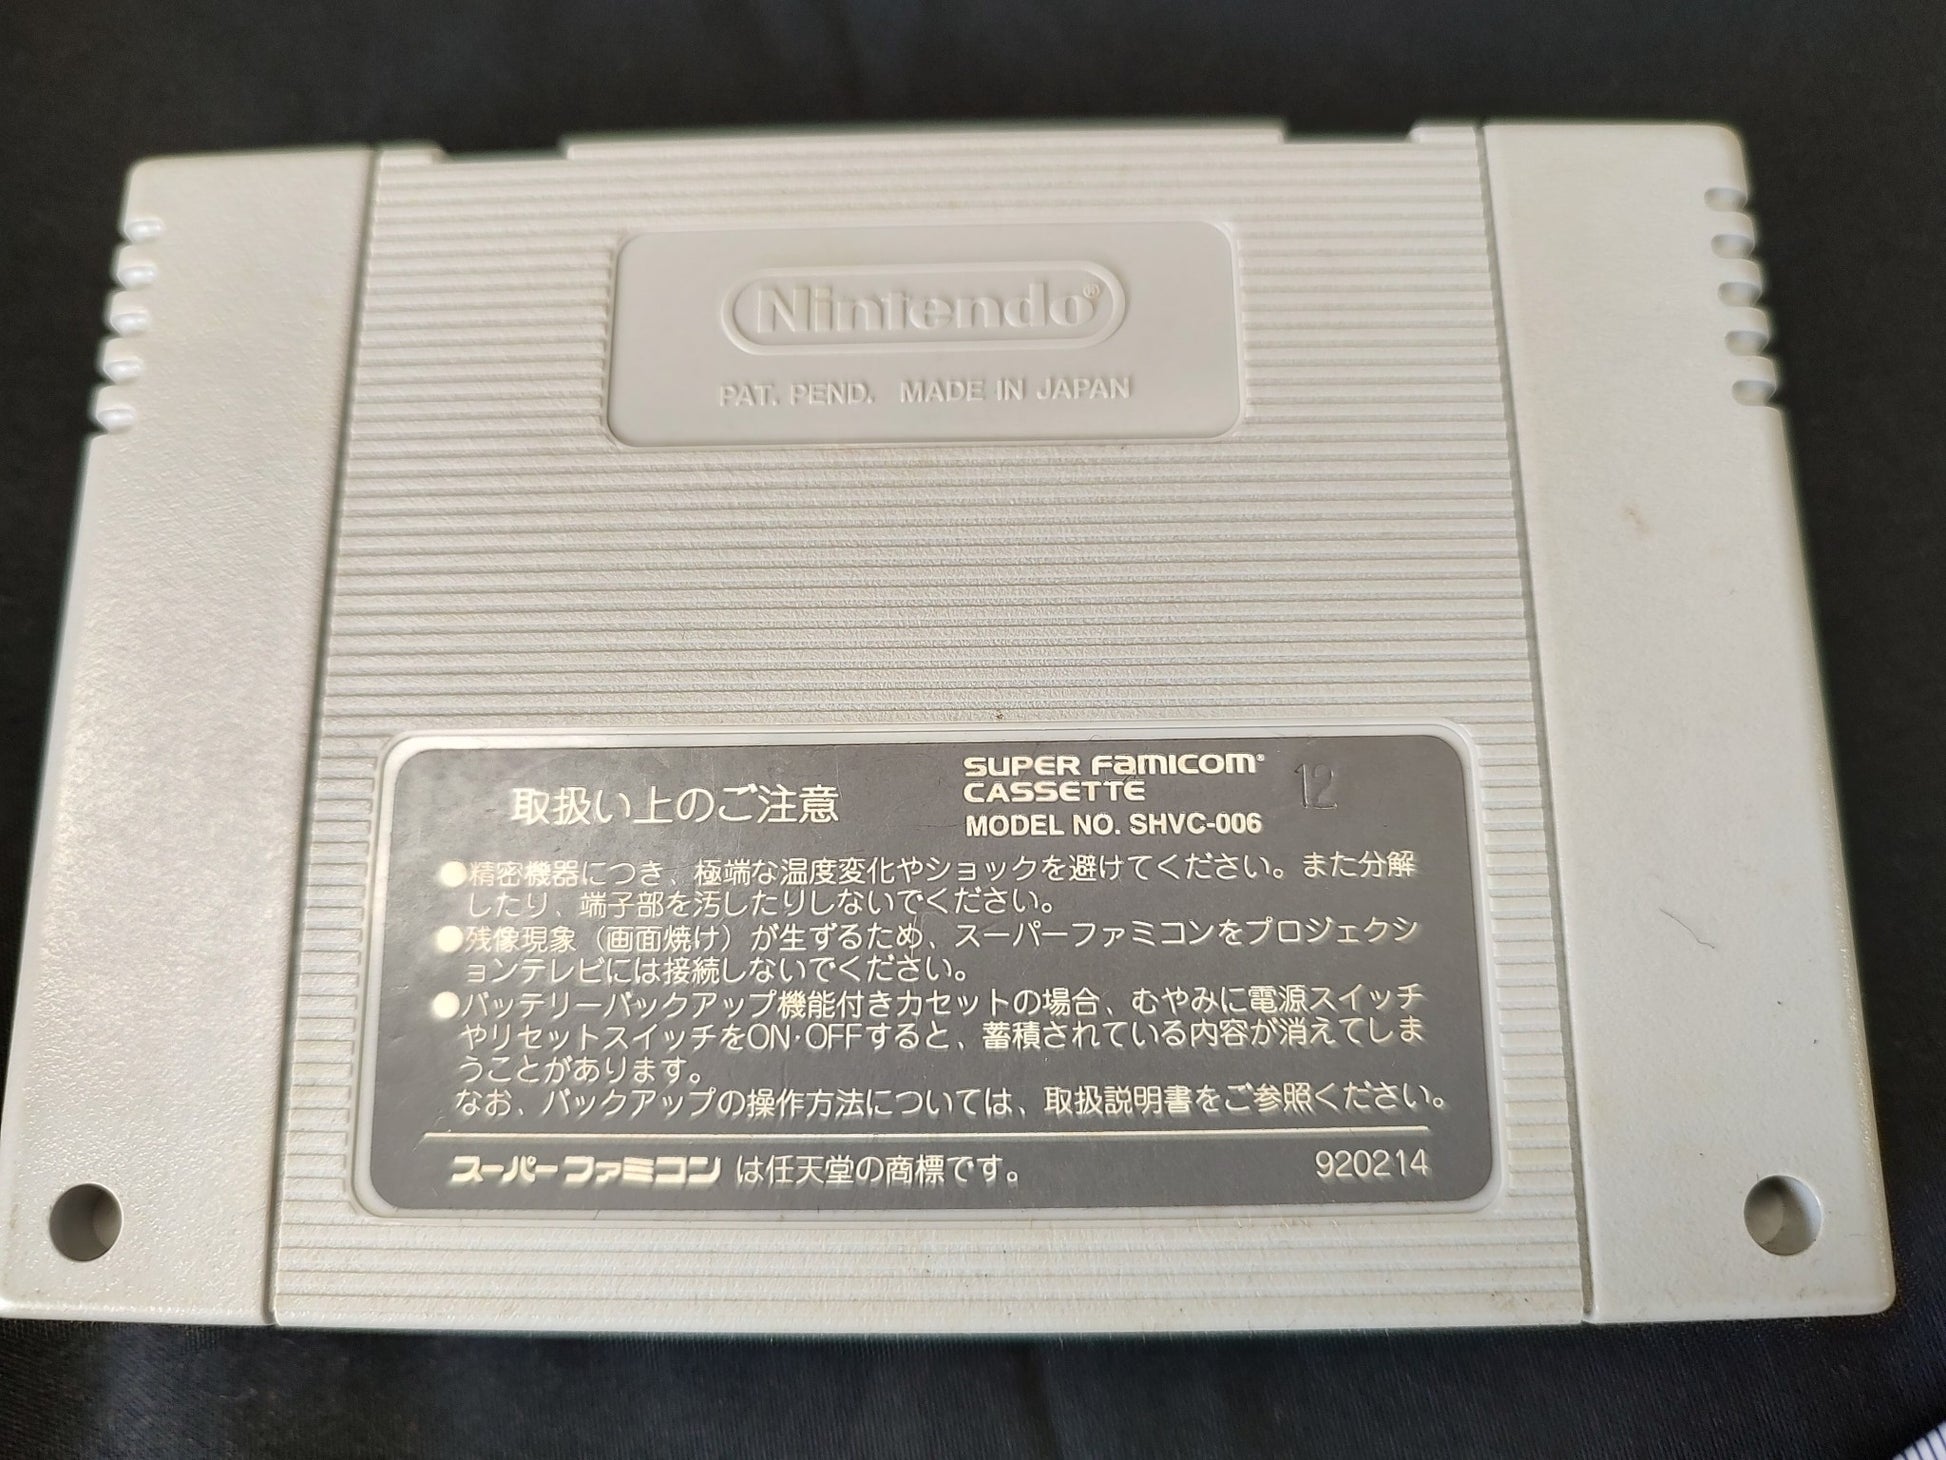 Nintendo®
PAT. PEND. MADE IN JAPAN
取扱い上のご注意
SUPER FAMICOM®
CASSETTE
MODEL NO. SHVC-006
12
●精密機器につき、極端な温度変化やショックを避けてください。また分解
したり、端子部を汚したりしないでください。
●残像現象（画面焼け）が生ずるため、スーパーファミコンをプロジェクシ
ョンテレビには接続しないでください。
●バッテリーバックアップ機能付きカセットの場合、むやみに電源スイッチ
やリセットスイッチをON·OFFすると、蓄積されている内容が消えてしま
うことがあります。
なお、バックアップの操作方法については、取扱説明書をご参照ください。
スーパーファミコン は任天堂の商標です。
920214